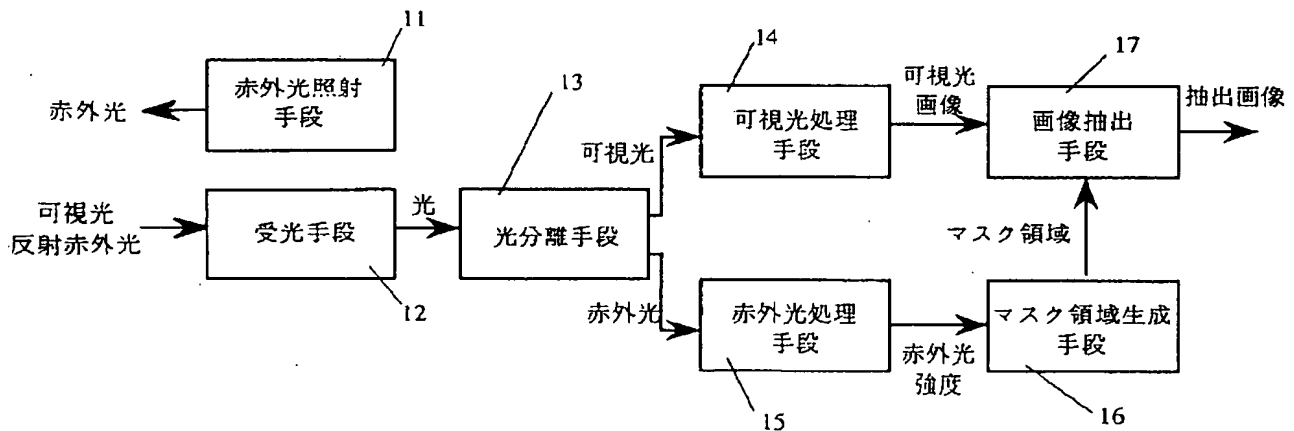 11
赤外光照射
手段
赤外光
可視光
反射赤外光
受光手段
12
光
13
光分離手段
可視光
赤外光
14
可視光処理
手段
可視光
画像
15
赤外光処理
手段
赤外光
強度
16
マスク領域生成
手段
マスク領域
17
画像抽出
手段
抽出画像